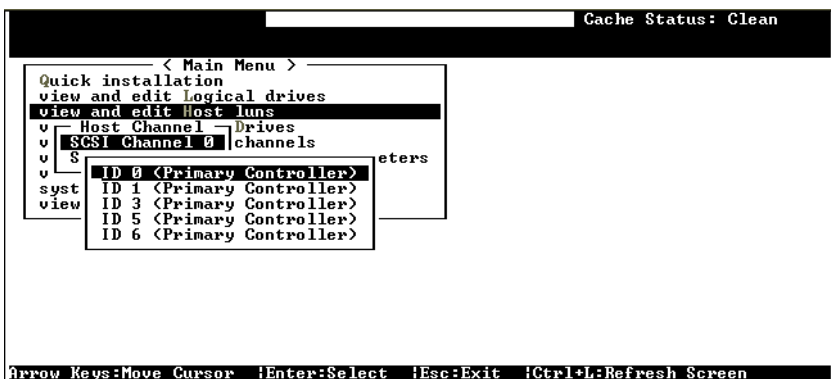 Cache Status: Clean
< Main Menu >
Quick installation
view and edit Logical drives
view and edit Host luns
v Host Channel Drives
v SCSI Channel 0 channels
v S eters
v
syst ID 0 (Primary Controller)
view ID 1 (Primary Controller)
ID 3 (Primary Controller)
ID 5 (Primary Controller)
ID 6 (Primary Controller)
Arrow Keys:Move Cursor |Enter:Select |Esc:Exit |Ctrl+L:Refresh Screen